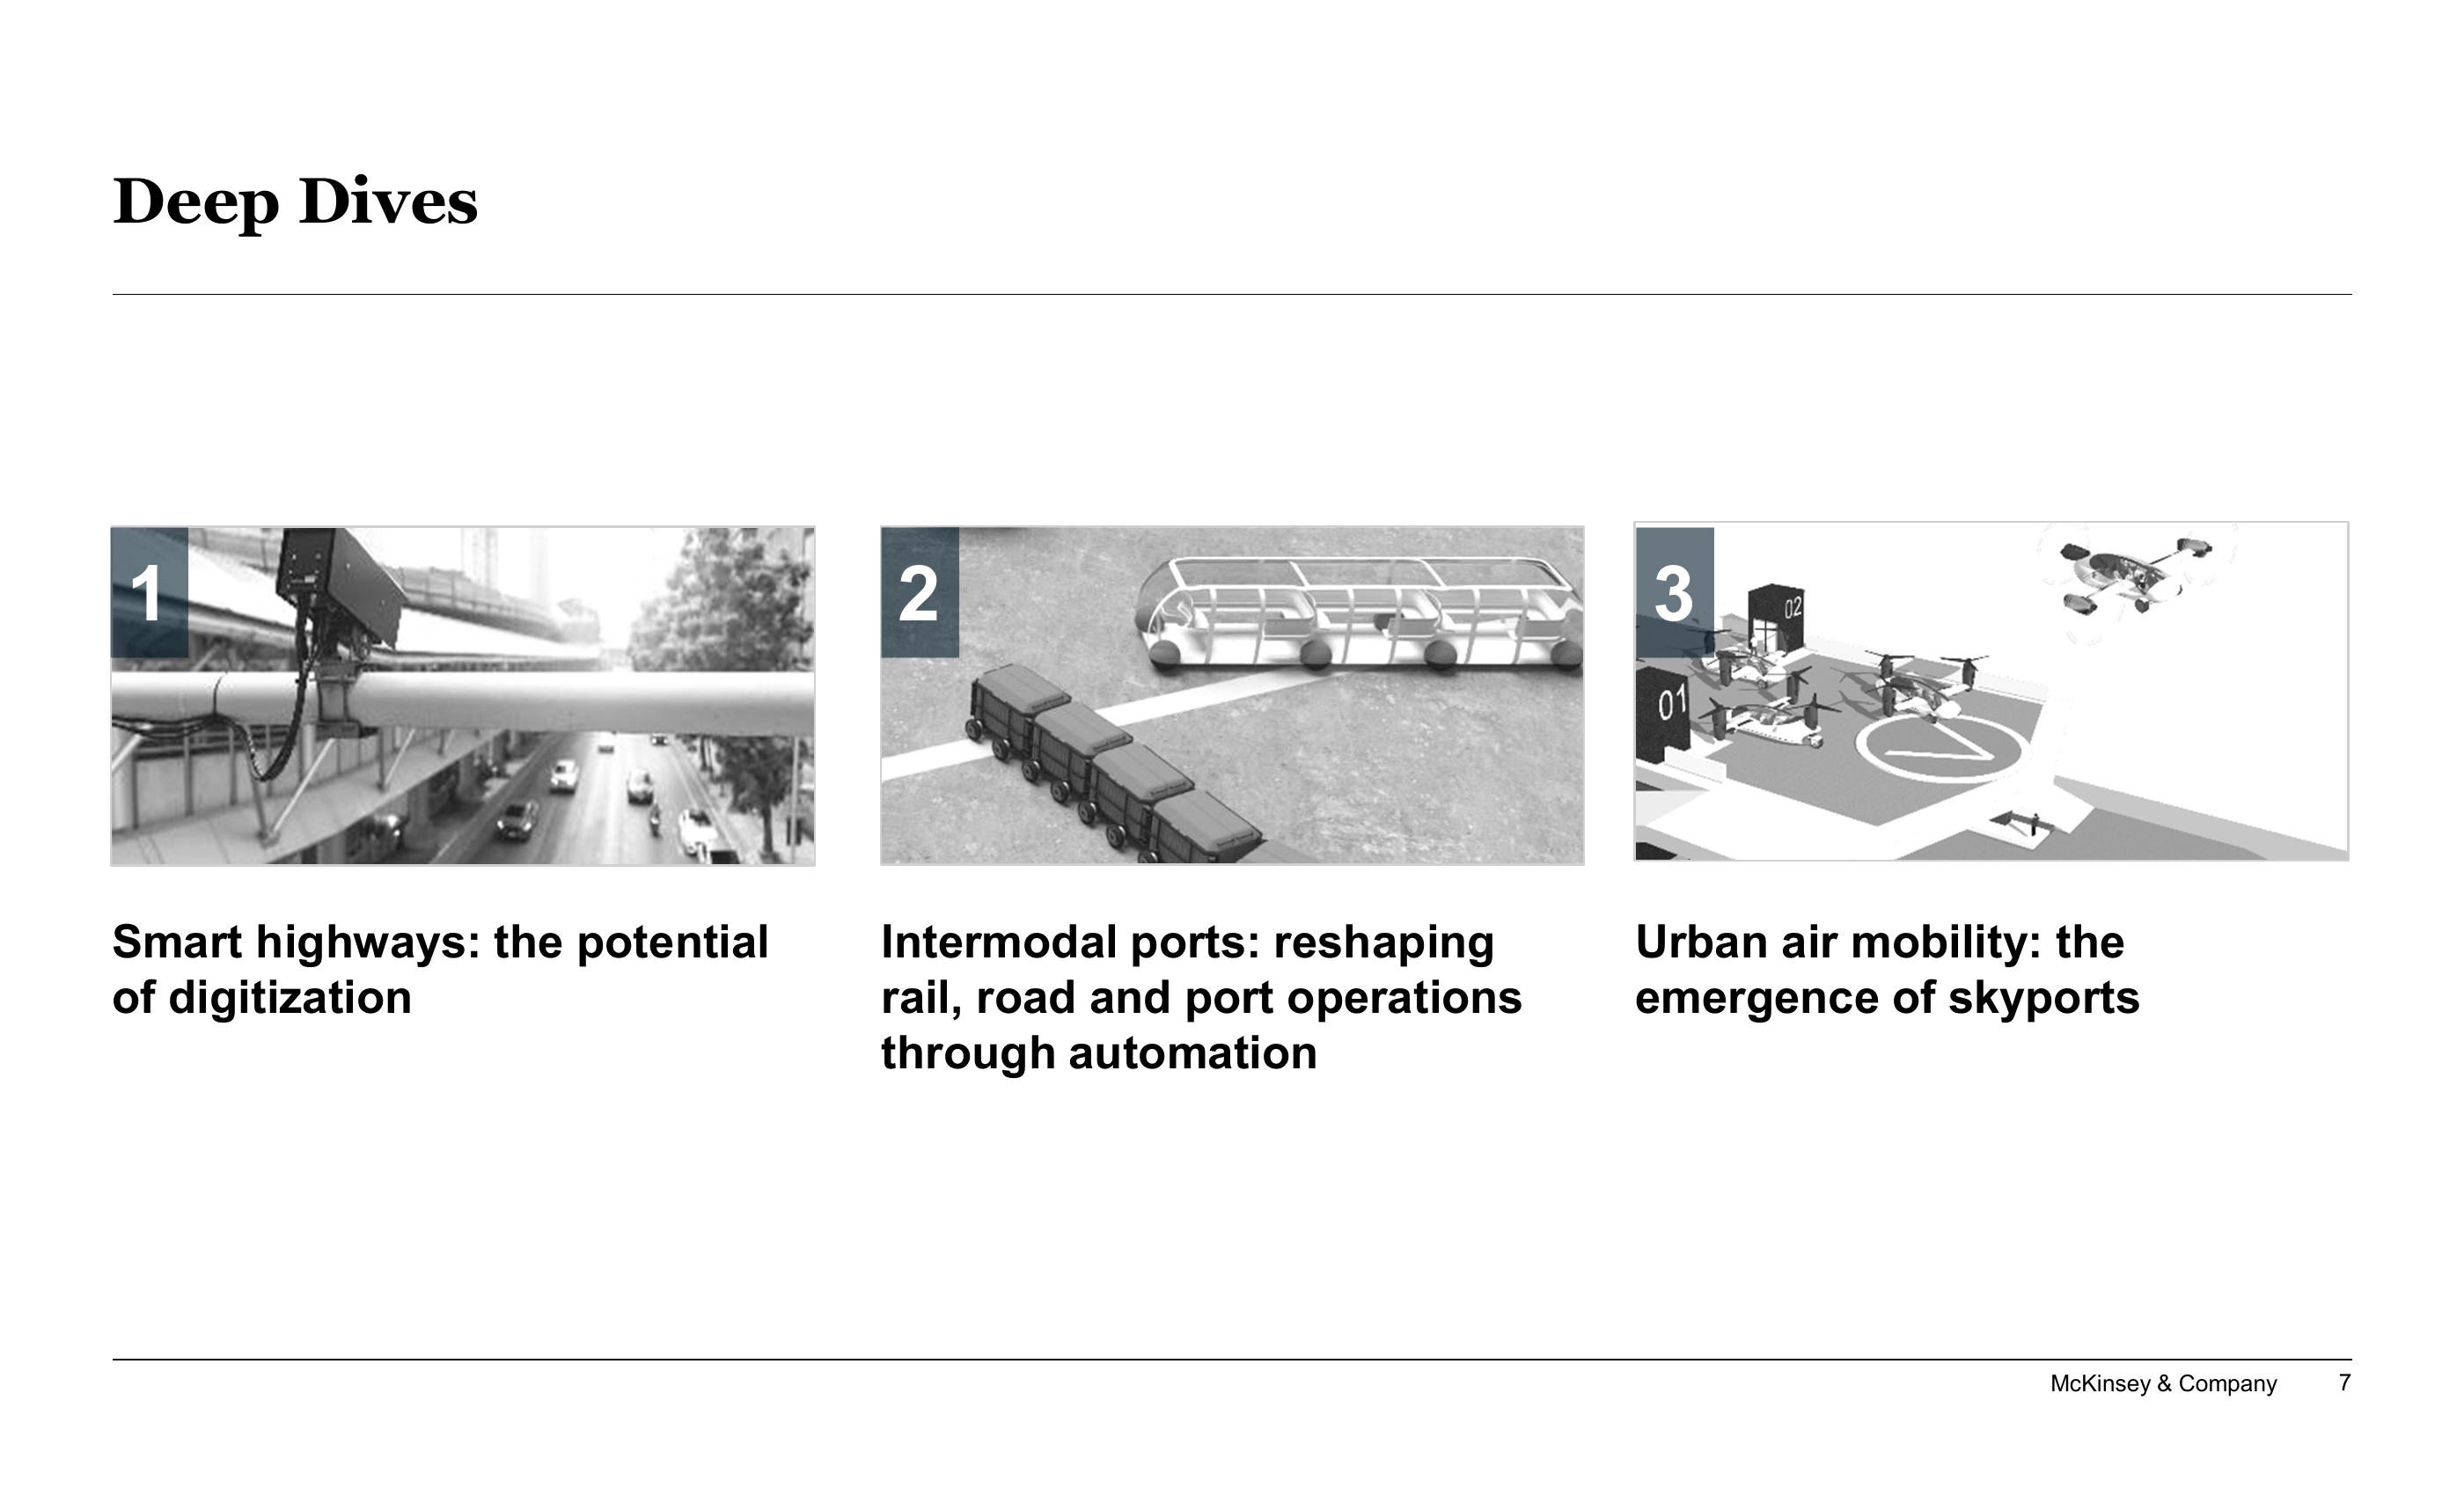 Deep Dives
1
Smart highways: the potential
of digitization
2
Intermodal ports: reshaping
rail, road and port operations
through automation
3
02
01
Urban air mobility: the
emergence of skyports
McKinsey & Company
7